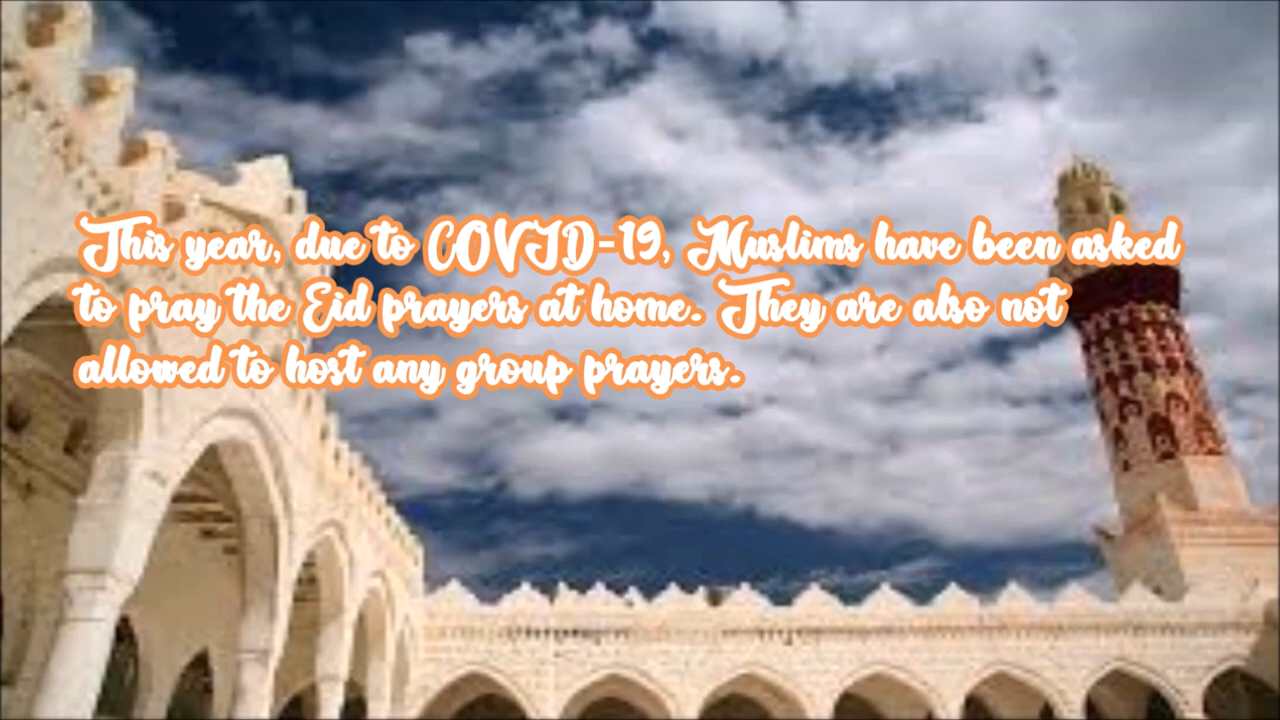 This year, due to COVID-19, Muslims have been asked
to pray the Eid prayers at home. They are also not
allowed to host any group prayers.